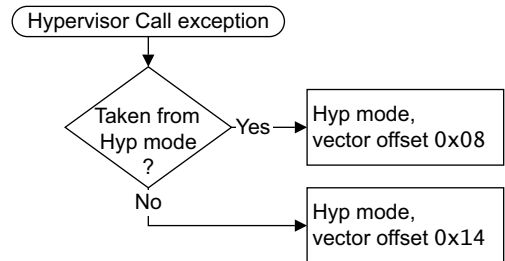 Hypervisor Call exception
Taken from
Hyp mode
?
Yes
Hyp mode,
vector offset 0x08
No
Hyp mode,
vector offset 0x14